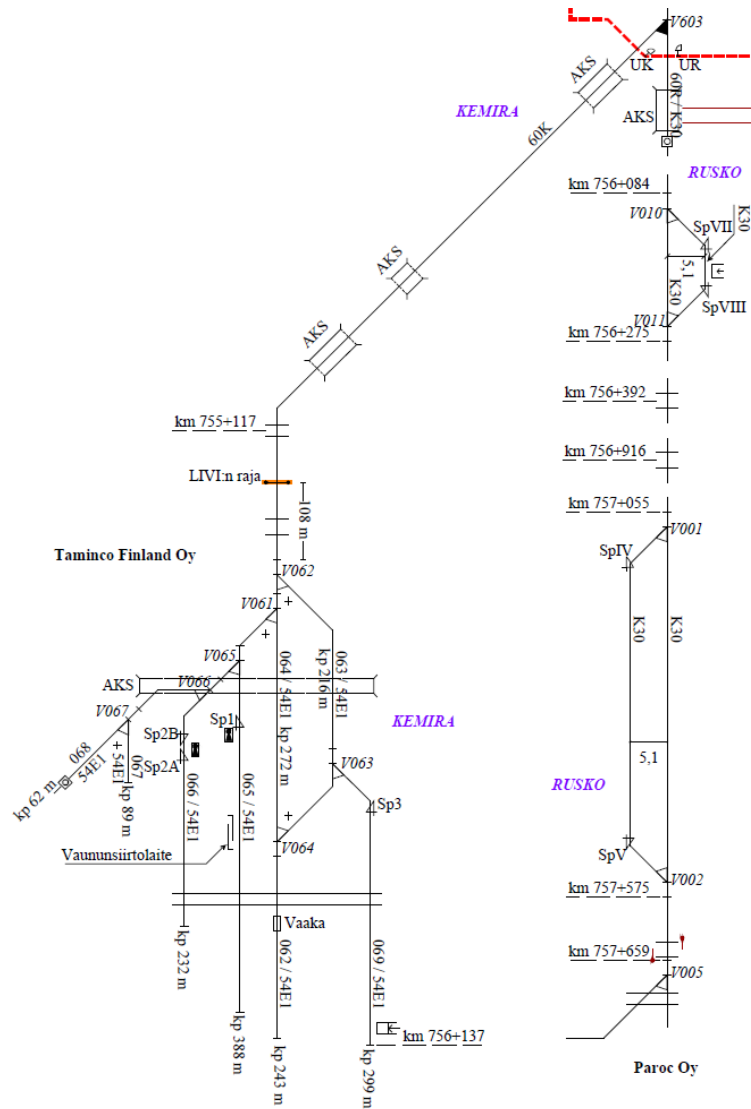 V603
UK
UR
AKS
KEMIRA
60K
60R / K30
AKS
RUSKO
km 756+084
K30
V010
SpVII
AKS
5,1
K30
SpVIII
V011
AKS
km 756+275
km 756+392
km 755+117
km 756+916
LIVI:n raja
108 m
km 757+055
V001
Taminco Finland Oy
SpIV
V062
V061
V065
063 / 54E1
kp 216 m
K30
K30
AKS
V066
064 / 54E1 kp 272 m
V067
Sp1
KEMIRA
Sp2B
Sp2A
068
54E1
067
54E1
kp 62 m
kp 89 m
066 / 54E1
065 / 54E1
V063
5,1
RUSKO
Sp3
Vaununsiirtolaite
V064
SpV
V002
km 757+575
Vaaka
kp 232 m
062 / 54E1
069 / 54E1
km 757+659
V005
kp 388 m
km 756+137
kp 243 m
kp 299 m
Paroc Oy